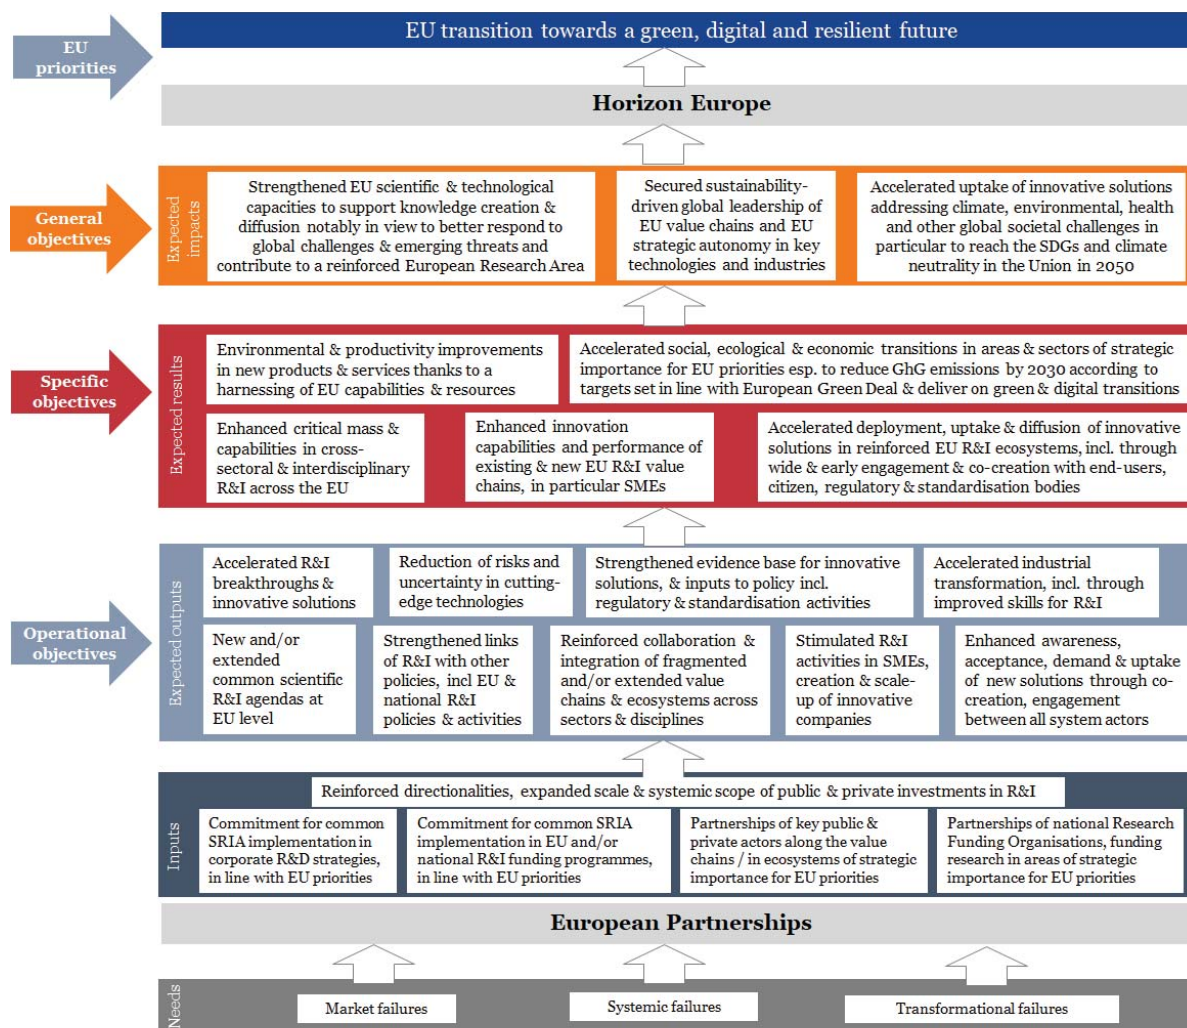 EU transition towards a green, digital and resilient future
EU
priorities
Horizon Europe
General
objectives
Expected
impacts
Strengthened EU scientific & technological
capacities to support knowledge creation &
diffusion notably in view to better respond to
global challenges & emerging threats and
contribute to a reinforced European Research Area
Secured sustainability-
driven global leadership of
EU value chains and EU
strategic autonomy in key
technologies and industries
Accelerated uptake of innovative solutions
addressing climate, environmental, health
and other global societal challenges in
particular to reach the SDGs and climate
neutrality in the Union in 2050
Specific
objectives
Expected results
Environmental & productivity improvements
in new products & services thanks to a
harnessing of EU capabilities & resources
Accelerated social, ecological & economic transitions in areas & sectors of strategic
importance for EU priorities esp. to reduce GhG emissions by 2030 according to
targets set in line with European Green Deal & deliver on green & digital transitions
Enhanced critical mass &
capabilities in cross-
sectoral & interdisciplinary
R&I across the EU
Enhanced innovation
capabilities and performance of
existing & new EU R&I value
chains, in particular SMEs
Accelerated deployment, uptake & diffusion of innovative
solutions in reinforced EU R&I ecosystems, incl. through
wide & early engagement & co-creation with end-users,
citizen, regulatory & standardisation bodies
Operational
objectives
Expected outputs
Accelerated R&I
breakthroughs &
innovative solutions
Reduction of risks and
uncertainty in cutting-
edge technologies
Strengthened evidence base for innovative
solutions, & inputs to policy incl.
regulatory & standardisation activities
Accelerated industrial
transformation, incl. through
improved skills for R&I
New and/or
extended
common scientific
R&I agendas at
EU level
Strengthened links
of R&I with other
policies, incl EU &
national R&I
policies & activities
Reinforced collaboration &
integration of fragmented
and/or extended value
chains & ecosystems across
sectors & disciplines
Stimulated R&I
activities in SMEs,
creation & scale-
up of innovative
companies
Enhanced awareness,
acceptance, demand & uptake
of new solutions through co-
creation, engagement
between all system actors
Inputs
Reinforced directionalities, expanded scale & systemic scope of public & private investments in R&I
Commitment for common
SRIA implementation in
corporate R&D strategies,
in line with EU priorities
Commitment for common SRIA
implementation in EU and/or
national R&I funding programmes,
in line with EU priorities
Partnerships of key public &
private actors along the value
chains / in ecosystems of strategic
importance for EU priorities
Partnerships of national Research
Funding Organisations, funding
research in areas of strategic
importance for EU priorities
European Partnerships
Needs
Market failures
Systemic failures
Transformational failures